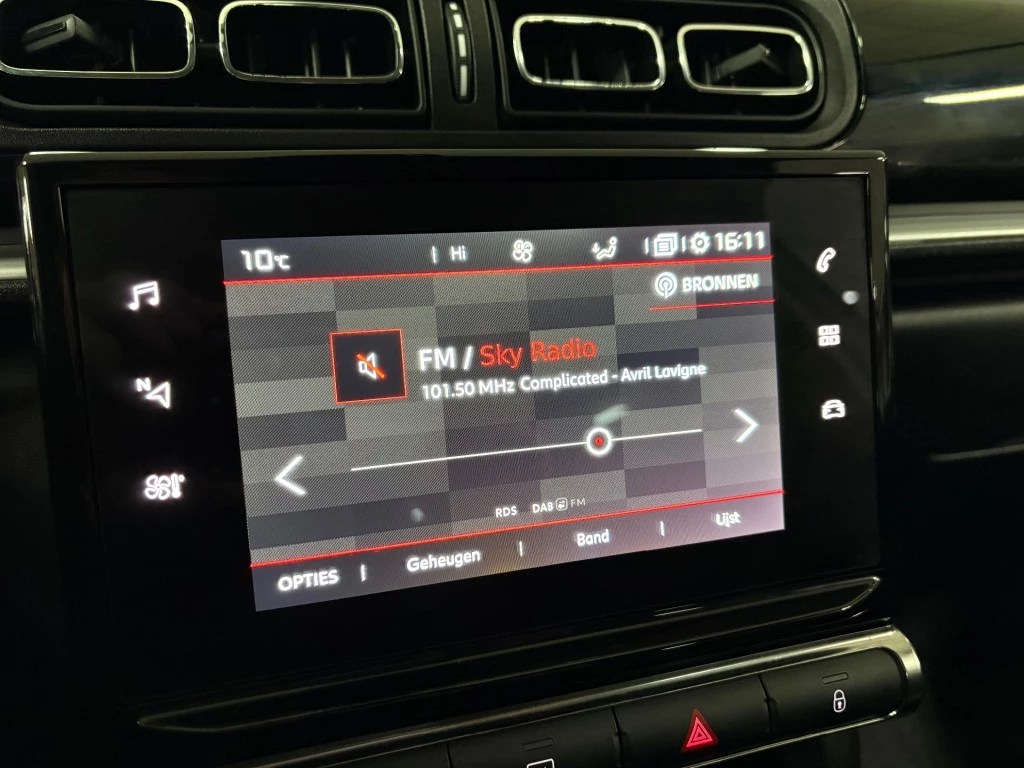 10°C Hi 16:11
BRONNEN
FM / Sky Radio
101.50 MHz Complicated - Avril Lavigne
N
RDS DAB FM
OPTIES Geheugen Band Lijst